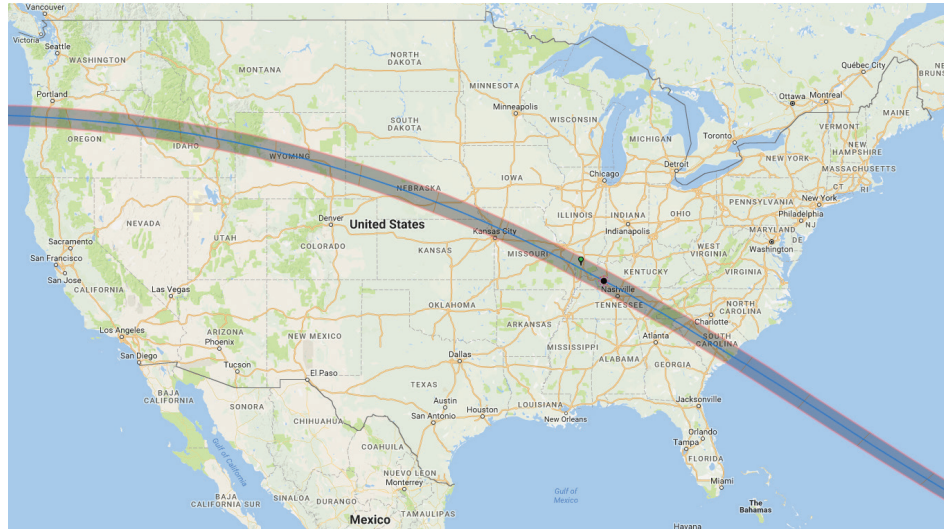 Vancouver
Victoria
Seattle
WASHINGTON
Portland
OREGON
MONTANA
IDAHO
WYOMING
NORTH
DAKOTA
SOUTH
DAKOTA
MINNESOTA
Minneapolis
WISCONSIN
MICHIGAN
Québec City
Ottawa
Montreal
MAINE
NEW
BRUNS
Toronto
VERMONT
NEW
HAMPSHIRE
MASSACHUSETTS
CT
RI
NEW YORK
Detroit
Chicago
IOWA
NEBRASKA
ILLINOIS
INDIANA
Indianapolis
OHIO
PENNSYLVANIA
New York
Philadelphia
NJ
MARYLAND
DE
Washington
WEST
VIRGINIA
VIRGINIA
NEVADA
UTAH
Denver
COLORADO
United States
KANSAS
Kansas City
MISSOURI
KENTUCKY
Nashville
TENNESSEE
NORTH
CAROLINA
Charlotte
SOUTH
CAROLINA
Sacramento
San Francisco
San Jose
CALIFORNIA
Las Vegas
Los Angeles
San Diego
ARIZONA
Phoenix
Tucson
NEW MEXICO
El Paso
OKLAHOMA
ARKANSAS
MISSISSIPPI
ALABAMA
Atlanta
GEORGIA
Dallas
TEXAS
Austin
San Antonio
Houston
LOUISIANA
New Orleans
Jacksonville
Orlando
Tampa
FLORIDA
Miami
BAJA
CALIFORNIA
SONORA
CHIHUAHUA
COAHUILA
Gulf of California
NUEVO LEON
Monterrey
BAJA
CALIFORNIA SUR
SINALOA
DURANGO
TAMAULIPAS
Mexico
Gulf of
Mexico
The
Bahamas
Havana